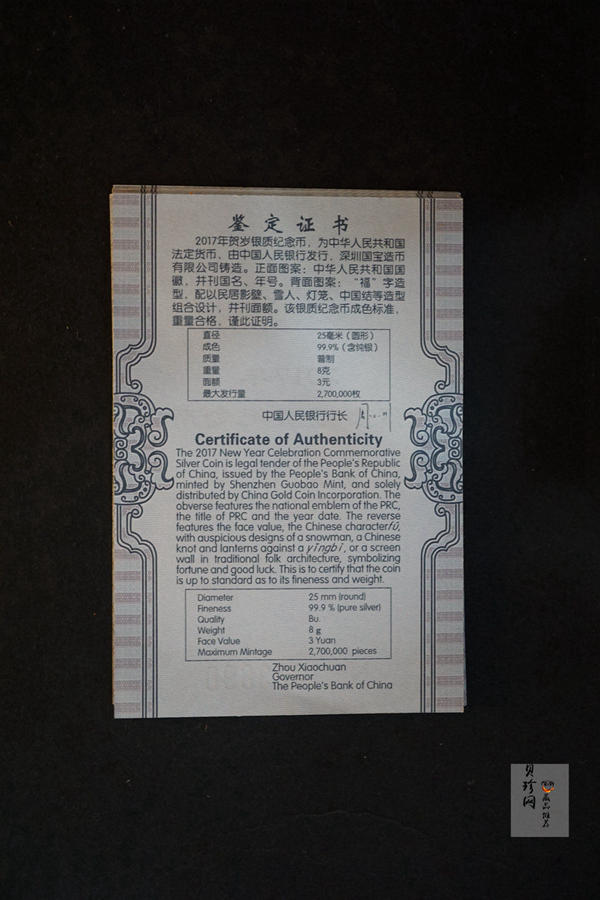 鉴定证书
2017年贺岁银质纪念币，为中华人民共和国
法定货币，由中国人民银行发行，深圳国宝造币
有限公司铸造。正面图案：中华人民共和国国
徽，并刊国名、年号。背面图案：“福”字造
型，配以民居影壁、雪人、灯笼、中国结等造型
组合设计，并刊面额。该银质纪念币成色标准，
重量合格，谨此证明。
直径 25毫米（圆形）
成色 99.9%（含纯银）
质量 普制
重量 8克
面额 3元
最大发行量 2,700,000枚
中国人民银行行长
Certificate of Authenticity
The 2017 New Year Celebration Commemorative
Silver Coin is legal tender of the People's Republic
of China, issued by the People's Bank of China,
minted by Shenzhen Guobao Mint, and solely
distributed by China Gold Coin Incorporation. The
obverse features the national emblem of the PRC,
the title of PRC and the year date. The reverse
features the face value, the Chinese character fú,
with auspicious designs of a snowman, a Chinese
knot and lanterns against a yǐngbì, or a screen
wall in traditional folk architecture, symbolizing
fortune and good luck. This is to certify that the coin
is up to standard as to its fineness and weight.
Diameter 25 mm (round)
Fineness 99.9 % (pure silver)
Quality Bu.
Weight 8 g
Face Value 3 Yuan
Maximum Mintage 2,700,000 pieces
Zhou Xiaochuan
Governor
The People's Bank of China
贝珍网
藏品推荐